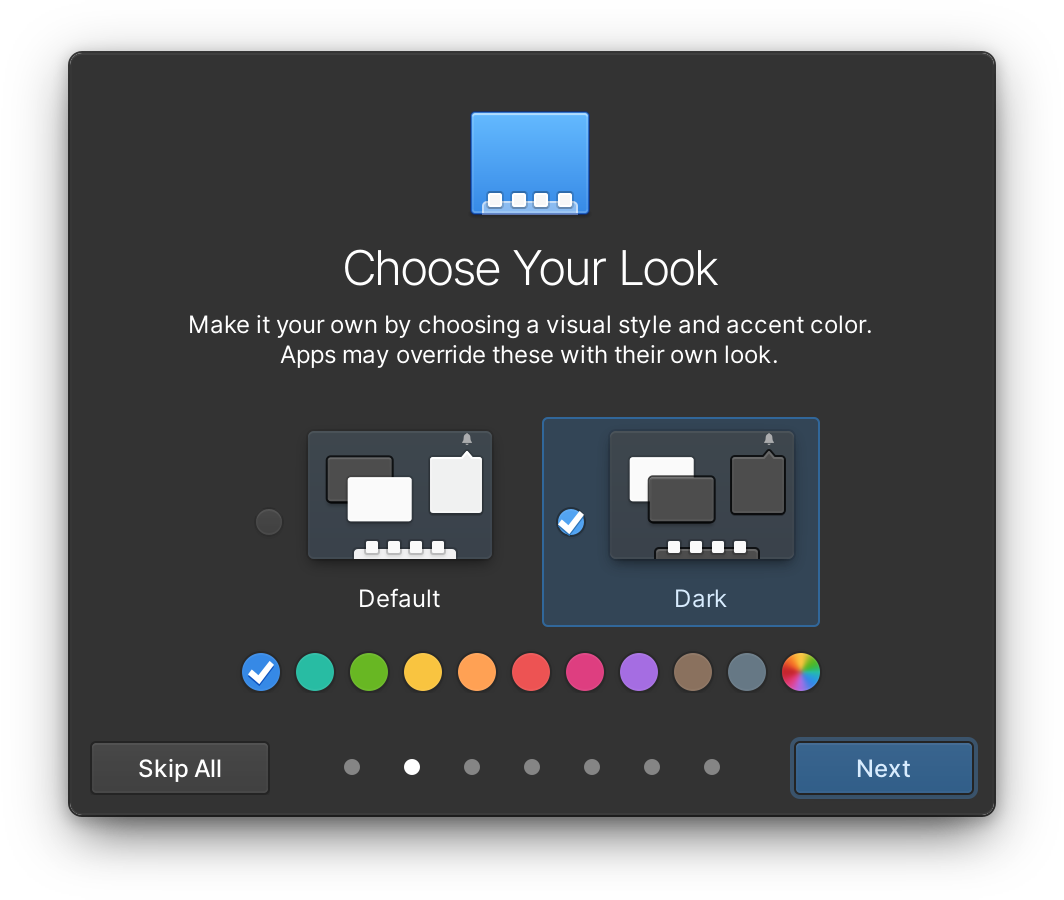 Choose Your Look
Make it your own by choosing a visual style and accent color.
Apps may override these with their own look.
Default
Dark
Skip All
Next